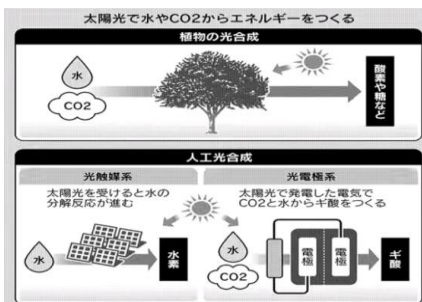 太陽光で水やCO2からエネルギーをつくる
植物の光合成
水
CO2
酸素や糖など
人工光合成
光触媒系
太陽光を受けると水の
分解反応が進む
水
水素
光電極系
太陽光で発電した電気で
CO2と水からギ酸をつくる
水
CO2
電極
電極
ギ酸